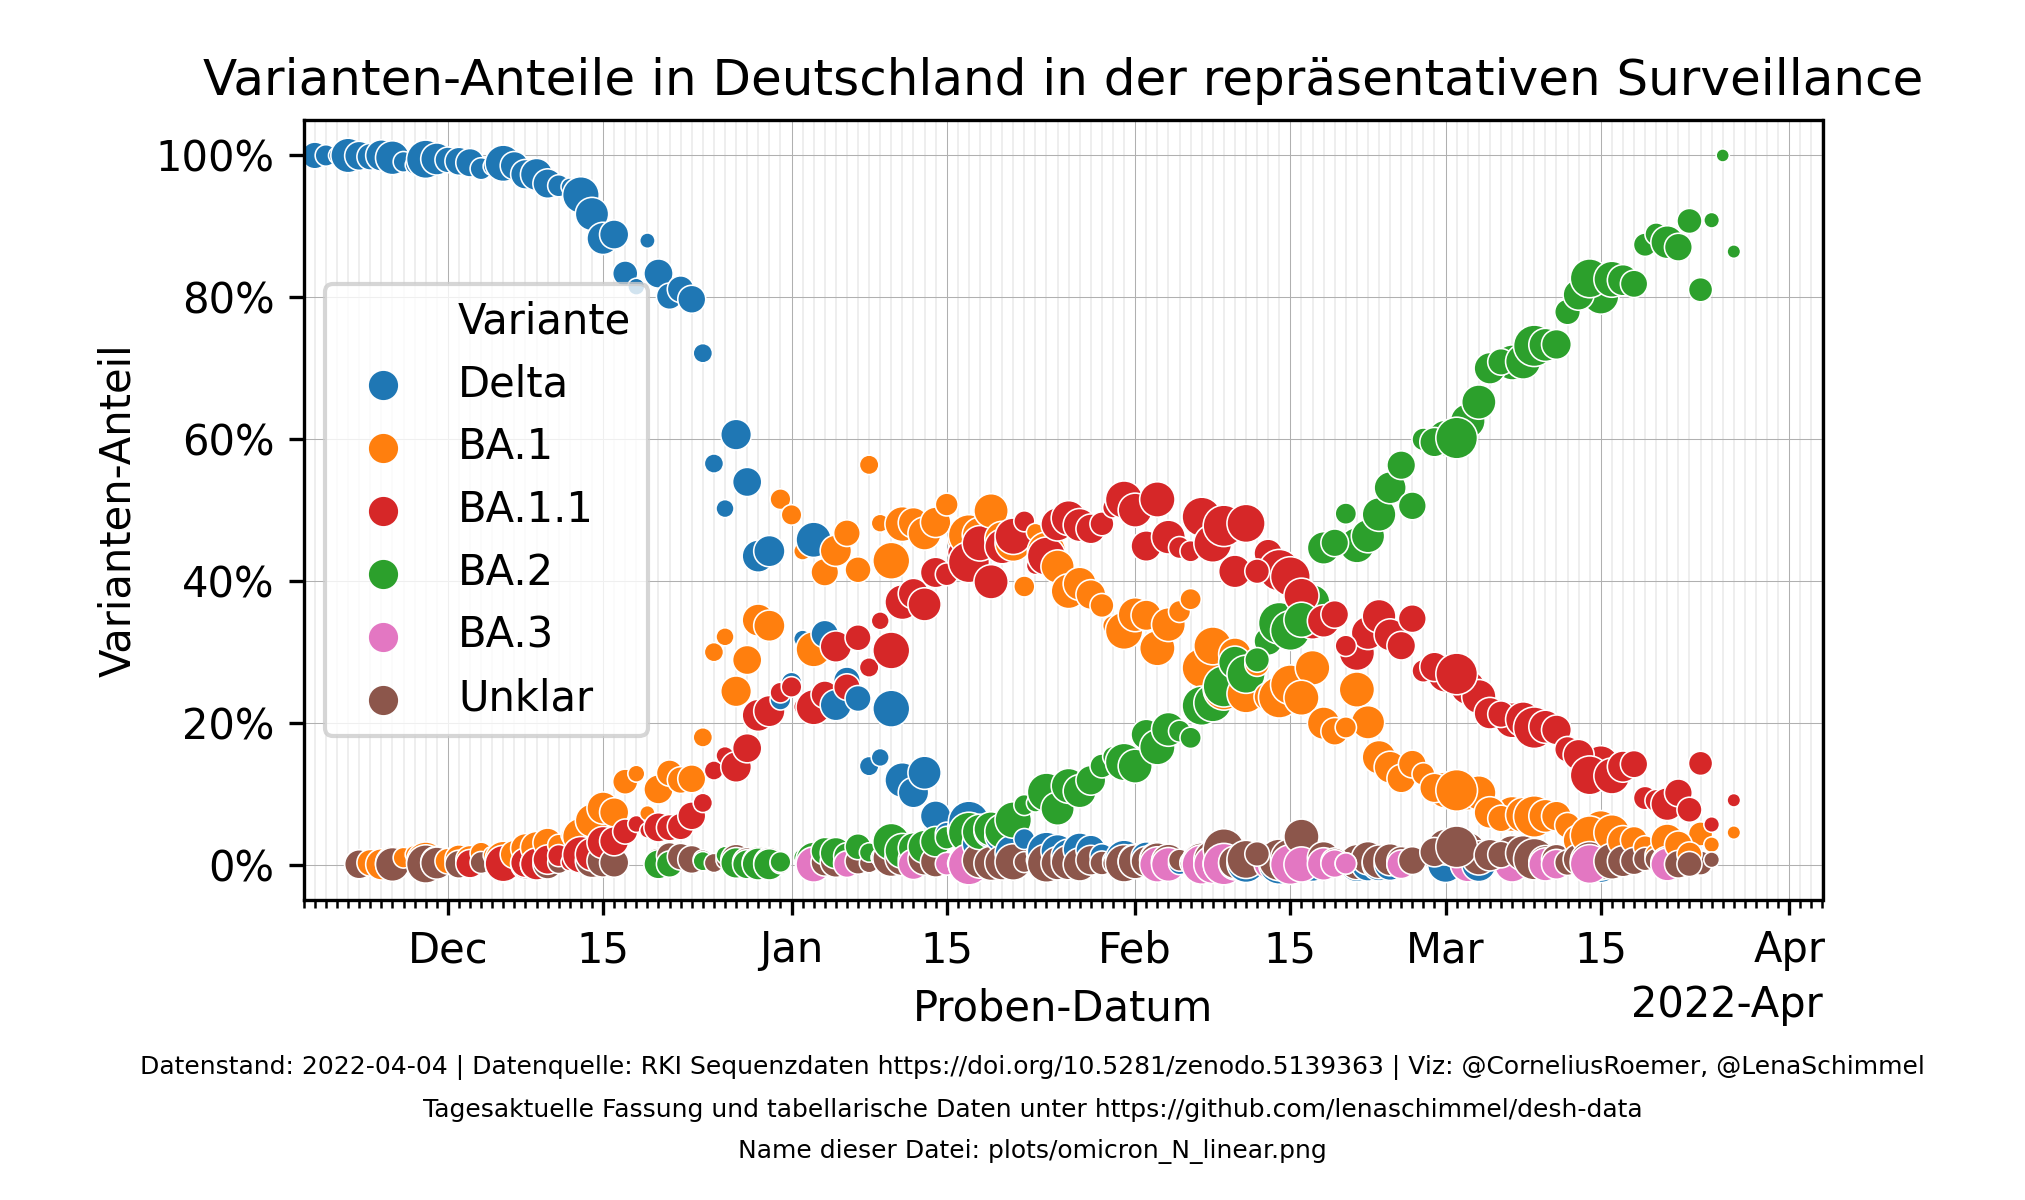 Varianten-Anteile in Deutschland in der repräsentativen Surveillance
Varianten-Anteil
100%
80%
60%
40%
20%
0%
Variante
Delta
BA.1
BA.1.1
BA.2
BA.3
Unklar
Dec 15 Jan 15 Feb 15 Mar 15 Apr
Proben-Datum
2022-Apr
Datenstand: 2022-04-04 | Datenquelle: RKI Sequenzdaten https://doi.org/10.5281/zenodo.5139363 | Viz: @CorneliusRoemer, @LenaSchimmel
Tagesaktuelle Fassung und tabellarische Daten unter https://github.com/lenaschimmel/desh-data
Name dieser Datei: plots/omicron_N_linear.png